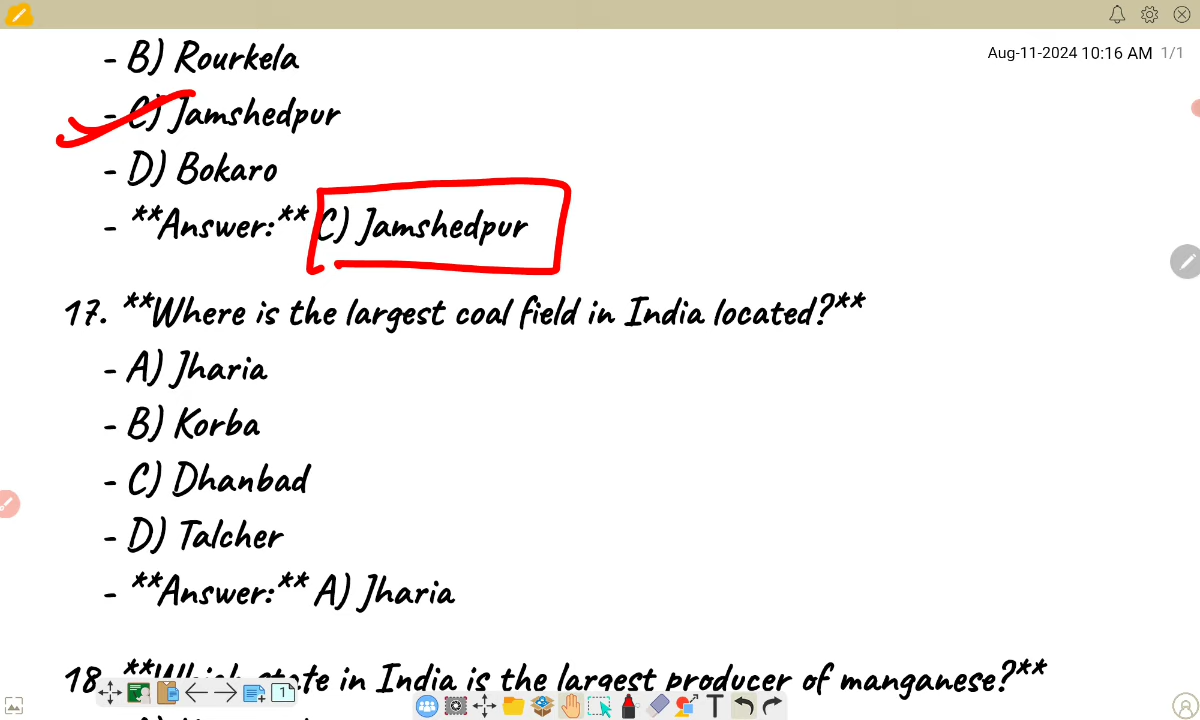 Aug-11-2024 10:16 AM 1/1
- B) Rourkela
- C) Jamshedpur
- D) Bokaro
- **Answer:** C) Jamshedpur
17. **Where is the largest coal field in India located?**
- A) Jharia
- B) Korba
- C) Dhanbad
- D) Talcher
- **Answer:** A) Jharia
18. **Which state in India is the largest producer of manganese?**
1
T